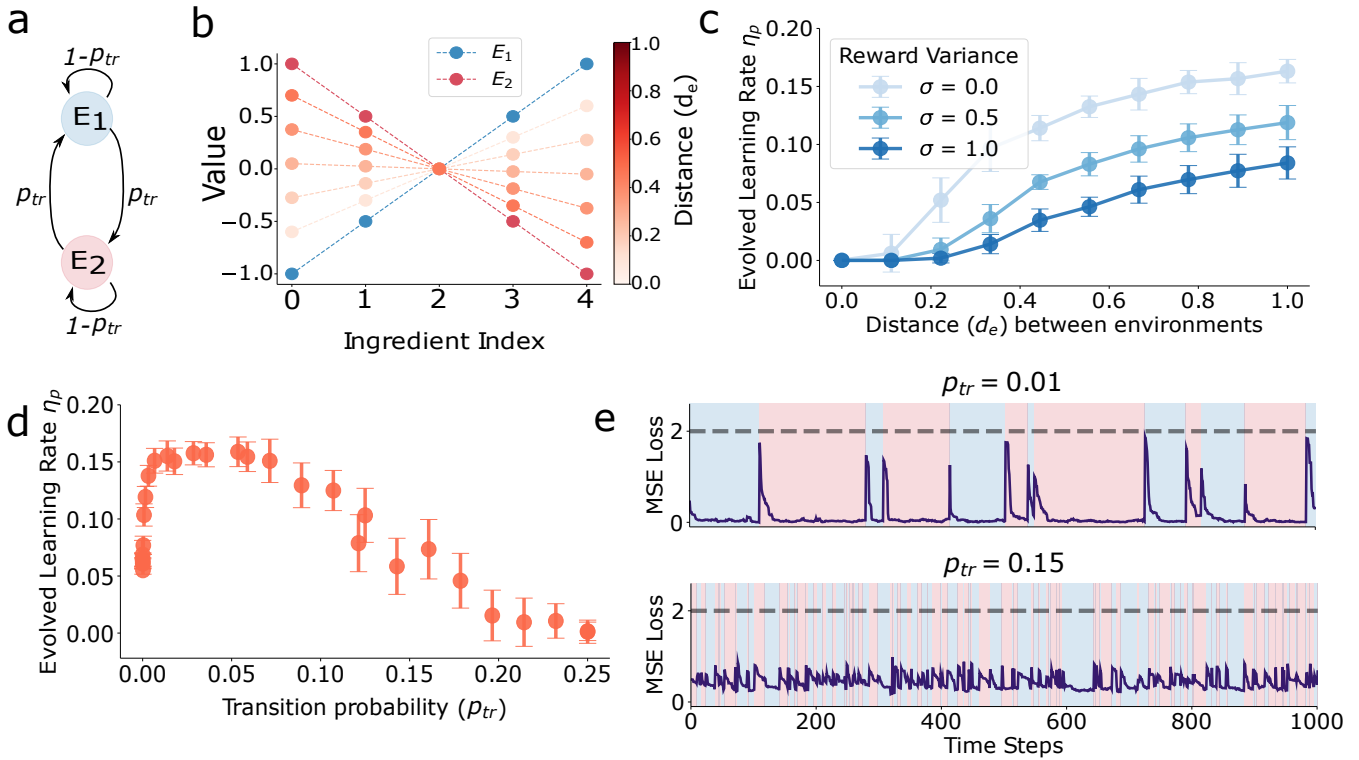 a
1-p_tr
E_1
p_tr
p_tr
E_2
1-p_tr
b
Value
1.0
0.5
0.0
−0.5
−1.0
E_1
E_2
0
1
2
3
4
Ingredient Index
1.0
0.8
0.6
0.4
0.2
0.0
Distance (d_e)
c
Evolved Learning Rate η_p
0.20
0.15
0.10
0.05
0.00
Reward Variance
σ = 0.0
σ = 0.5
σ = 1.0
0.0
0.2
0.4
0.6
0.8
1.0
Distance (d_e) between environments
d
Evolved Learning Rate η_p
0.20
0.15
0.10
0.05
0.00
0.00
0.05
0.10
0.15
0.20
0.25
Transition probability (p_tr)
e
p_tr = 0.01
MSE Loss
2
0
p_tr = 0.15
MSE Loss
2
0
0
200
400
600
800
1000
Time Steps